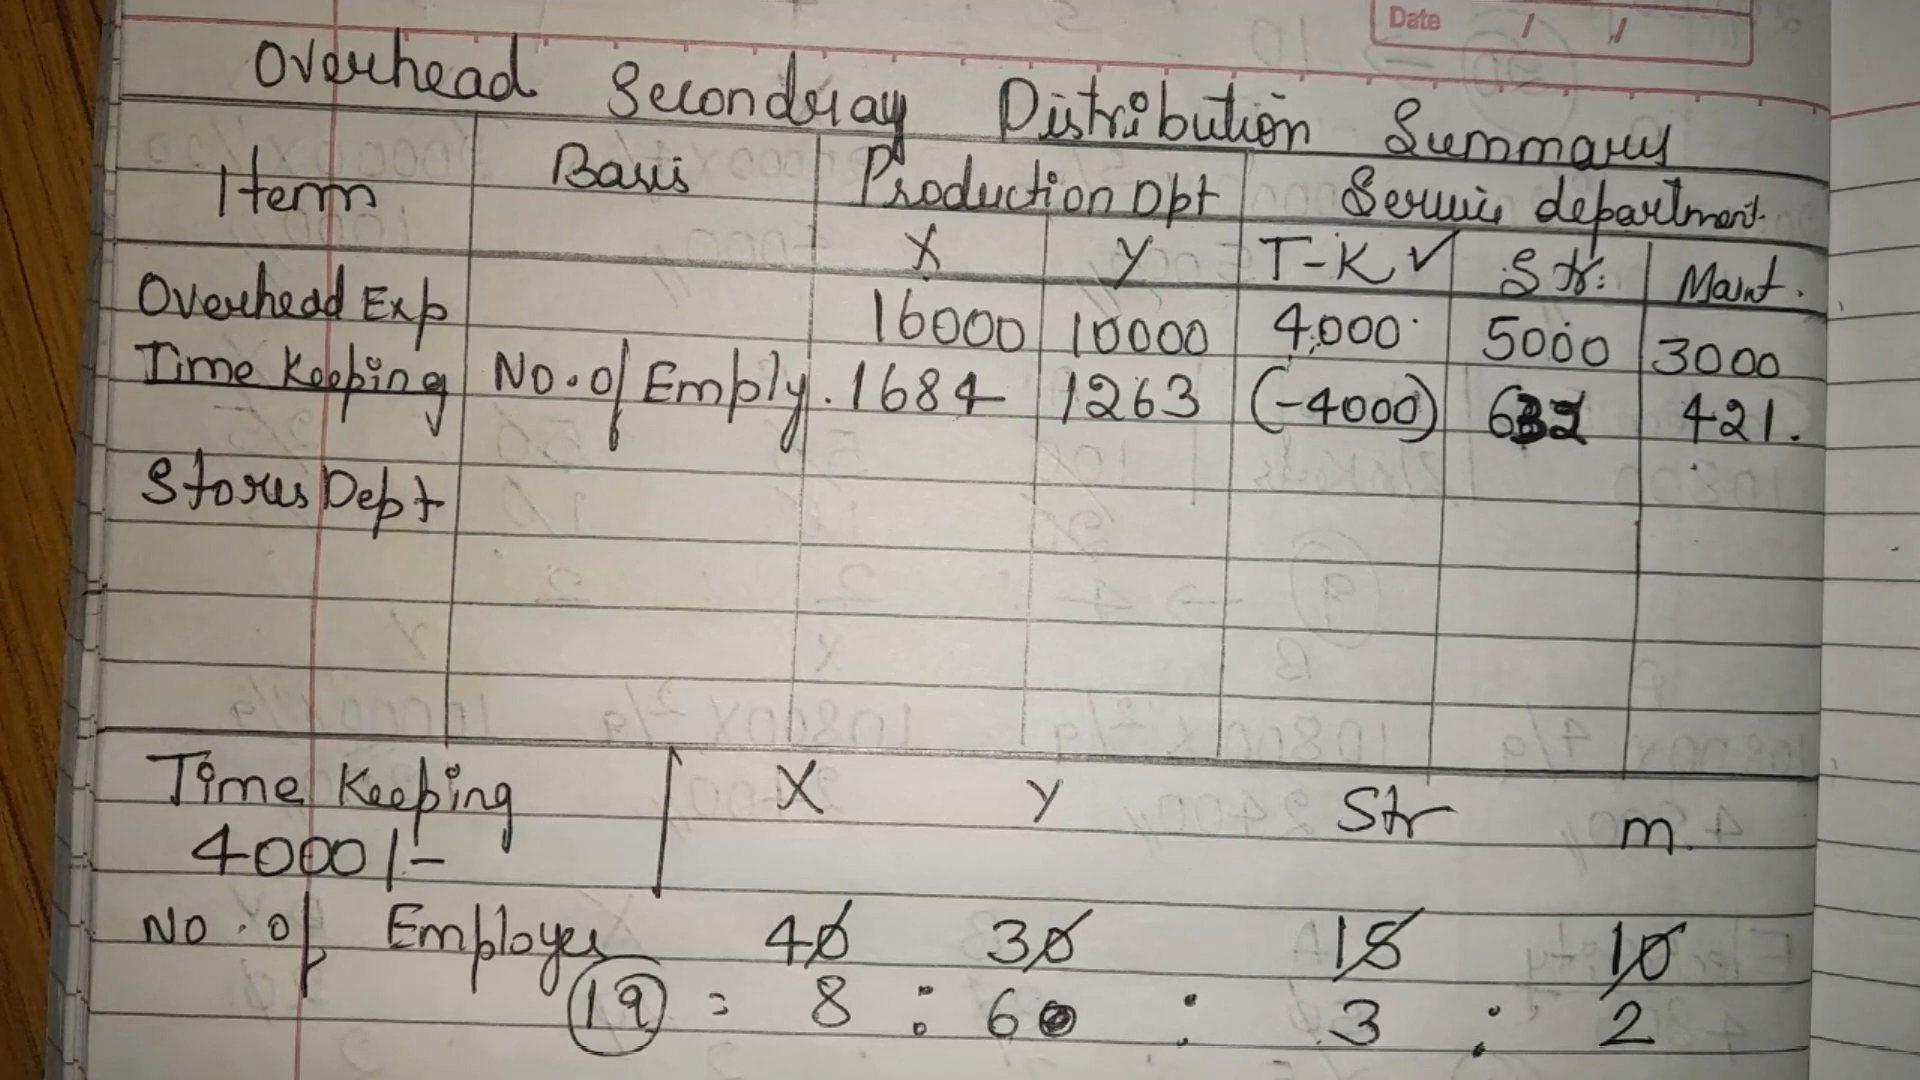 Date / /
Overhead Secondray Distribution Summary
Item Basis Production Dpt Service department.
X Y T-K ✓ Str: Maint.
Overhead Exp 16000 10000 4,000 5000 3000
Time Keeping No. of Emply. 1684 1263 (-4000) 632 421.
Stores Dept
Time Keeping X Y Str m.
4000/-
No. of Employes 40 30 15 10
19 = 8 : 6 : 3 : 2